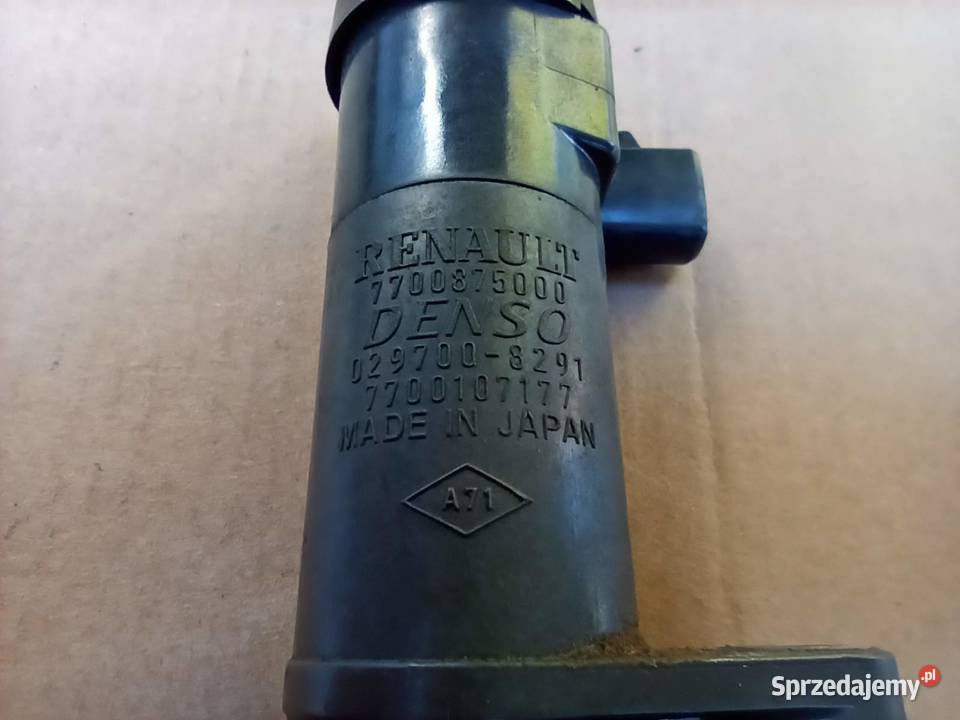 RENAULT
7700875000
DENSO
029700-8291
7700107177
MADE IN JAPAN
A71
Sprzedajemy.pl